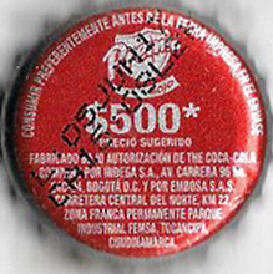 CONSUMIR PREFERENTEMENTE ANTES DE LA FECHA IMPRESA EN EL ENVASE
$500*
PRECIO SUGERIDO
FABRICADO BAJO AUTORIZACIÓN DE THE COCA-COLA
COMPANY POR INDEGA S.A., AV. CARRERA 96
BOGOTÁ D.C. Y POR EMBOSA S.A.S.
CARRETERA CENTRAL DEL NORTE, KM 22,
ZONA FRANCA PERMANENTE PARQUE
INDUSTRIAL FEMSA, TOCANCIPÁ,
CUNDINAMARCA.